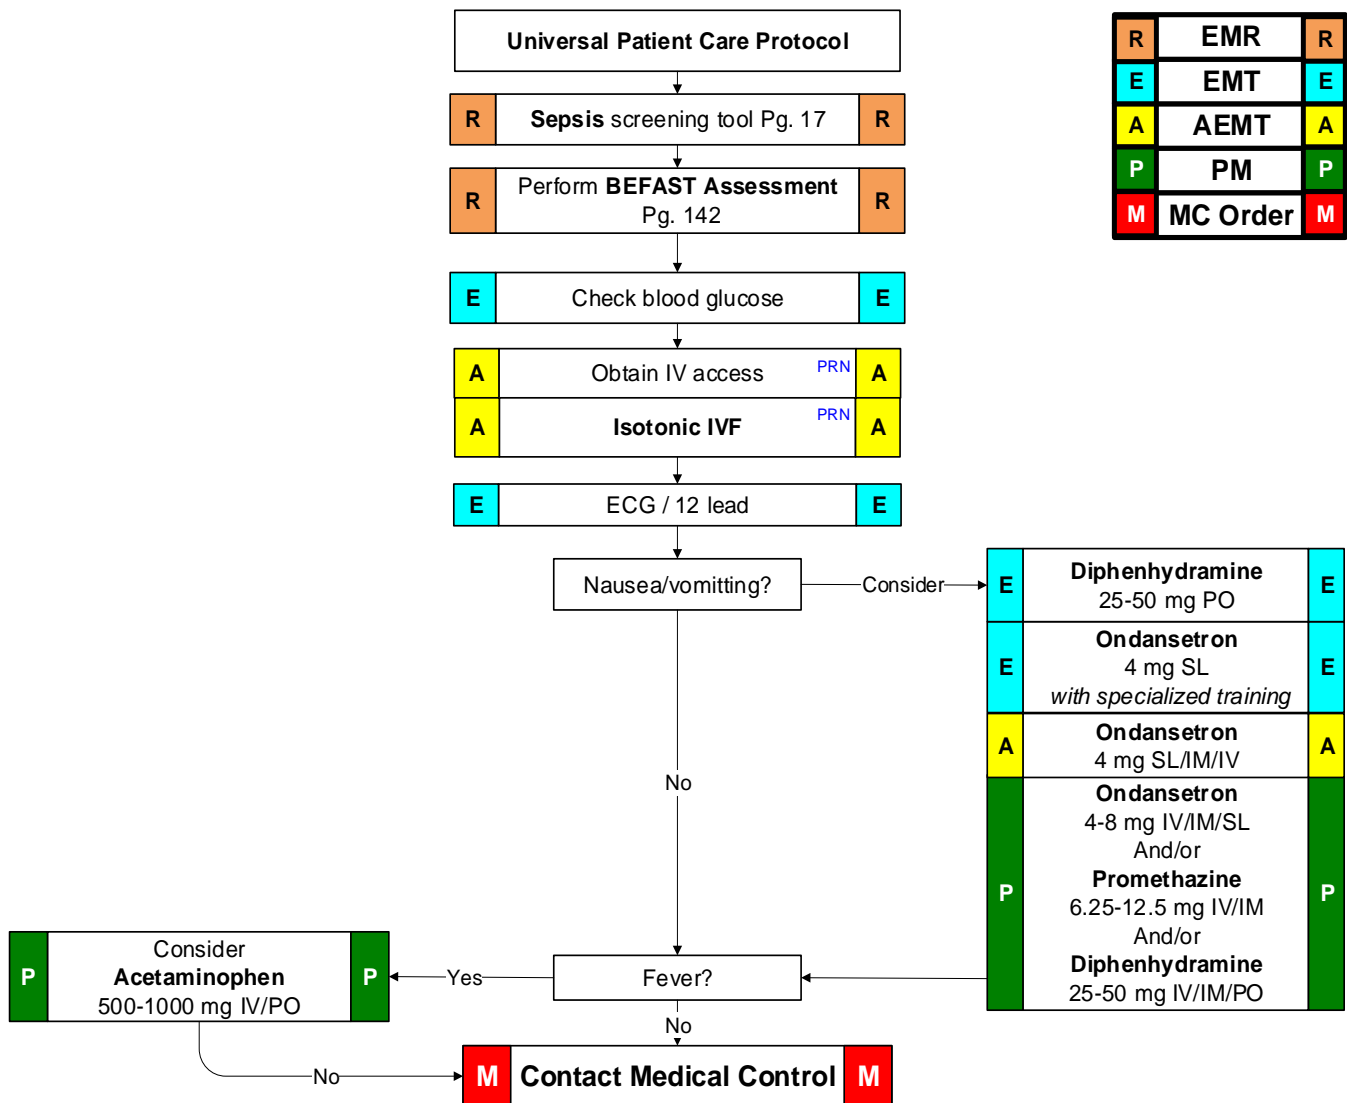 Universal Patient Care Protocol
R EMR R
E EMT E
A AEMT A
P PM P
M MC Order M
R Sepsis screening tool Pg. 17 R
R Perform BEFAST Assessment R
Pg. 142
E Check blood glucose E
A Obtain IV access PRN A
A Isotonic IVF PRN A
E ECG / 12 lead E
Nausea/vomitting?
Consider
E Diphenhydramine E
25-50 mg PO
E Ondansetron E
4 mg SL
with specialized training
A Ondansetron A
4 mg SL/IM/IV
P Ondansetron P
4-8 mg IV/IM/SL
And/or
Promethazine
6.25-12.5 mg IV/IM
And/or
Diphenhydramine
25-50 mg IV/IM/PO
No
Fever?
Yes
P Consider P
Acetaminophen
500-1000 mg IV/PO
No
No
M Contact Medical Control M